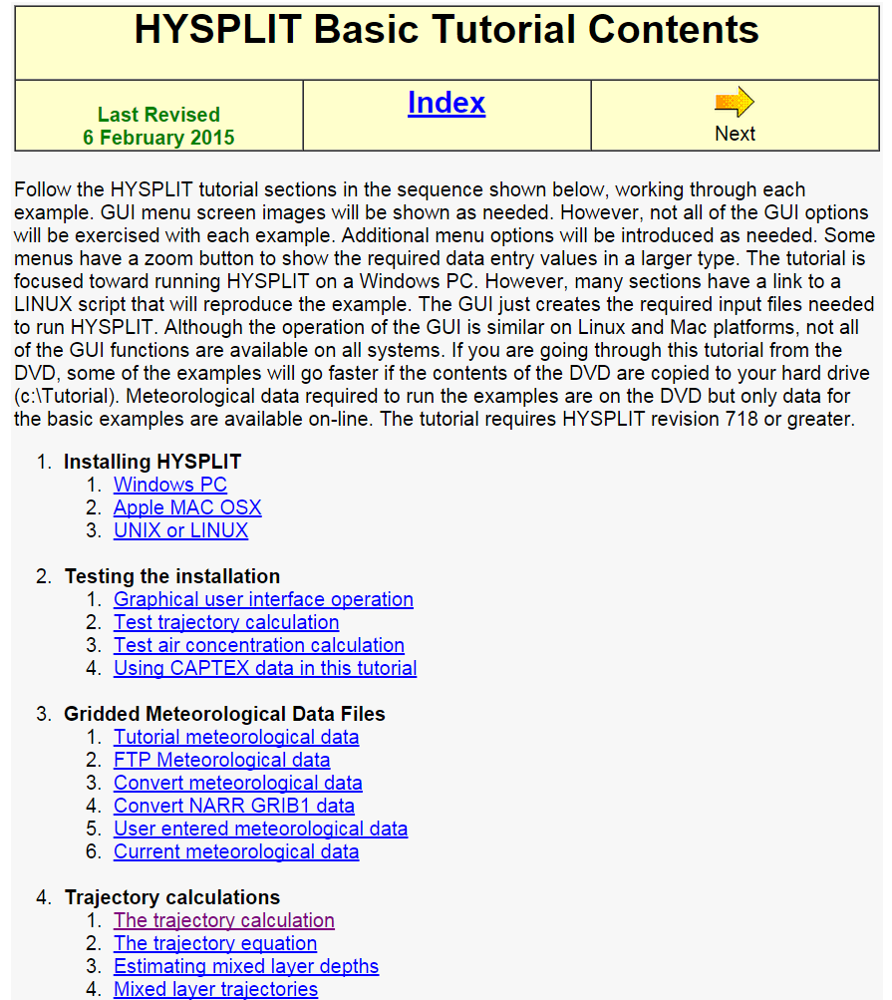 HYSPLIT Basic Tutorial Contents
Last Revised
6 February 2015
Index
Next
Follow the HYSPLIT tutorial sections in the sequence shown below, working through each
example. GUI menu screen images will be shown as needed. However, not all of the GUI options
will be exercised with each example. Additional menu options will be introduced as needed. Some
menus have a zoom button to show the required data entry values in a larger type. The tutorial is
focused toward running HYSPLIT on a Windows PC. However, many sections have a link to a
LINUX script that will reproduce the example. The GUI just creates the required input files needed
to run HYSPLIT. Although the operation of the GUI is similar on Linux and Mac platforms, not all
of the GUI functions are available on all systems. If you are going through this tutorial from the
DVD, some of the examples will go faster if the contents of the DVD are copied to your hard drive
(c:\Tutorial). Meteorological data required to run the examples are on the DVD but only data for
the basic examples are available on-line. The tutorial requires HYSPLIT revision 718 or greater.
1. Installing HYSPLIT
1. Windows PC
2. Apple MAC OSX
3. UNIX or LINUX
2. Testing the installation
1. Graphical user interface operation
2. Test trajectory calculation
3. Test air concentration calculation
4. Using CAPTEX data in this tutorial
3. Gridded Meteorological Data Files
1. Tutorial meteorological data
2. FTP Meteorological data
3. Convert meteorological data
4. Convert NARR GRIB1 data
5. User entered meteorological data
6. Current meteorological data
4. Trajectory calculations
1. The trajectory calculation
2. The trajectory equation
3. Estimating mixed layer depths
4. Mixed layer trajectories